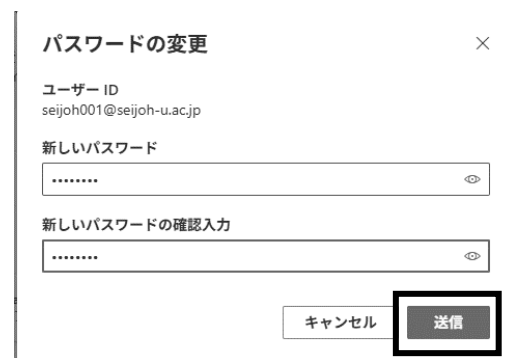 パスワードの変更
ユーザー ID
seijoh001@seijoh-u.ac.jp
新しいパスワード
••••••••
新しいパスワードの確認入力
••••••••
キャンセル 送信